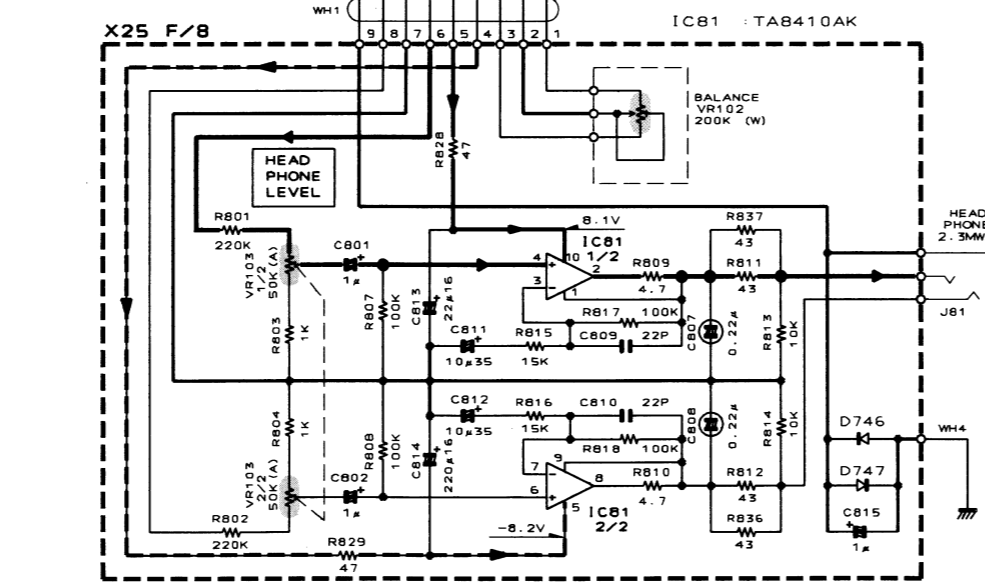 WH1
IC81 : TA8410AK
X25 F/8
9 8 7 6 5 4 3 2 1
BALANCE
VR102
200K (W)
R828
47
HEAD
PHONE
LEVEL
R801
220K
VR103
1/2
50K (A)
C801
1μ
8.1V
IC81
1/2
4
10
2
3
1
R837
43
R809
4.7
R811
43
HEAD
PHONE
2.3MW
J81
R807
100K
C813
22μ16
R817
100K
C807
0.22μ
R813
10K
R803
1K
C811
10μ35
R815
15K
C809
22P
C812
10μ35
R816
15K
C810
22P
R804
1K
R808
100K
C814
220μ16
R818
100K
C808
0.22μ
R814
10K
D746
WH4
VR103
2/2
50K (A)
C802
1μ
7
9
8
6
5
R810
4.7
R812
43
D747
IC81
2/2
-8.2V
R802
220K
R829
47
R836
43
C815
1μ